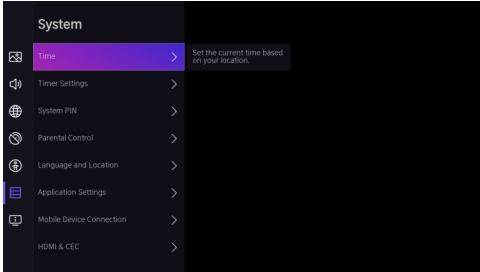 System
Time
Set the current time based
on your location.
Timer Settings
System PIN
Parental Control
Language and Location
Application Settings
Mobile Device Connection
HDMI & CEC